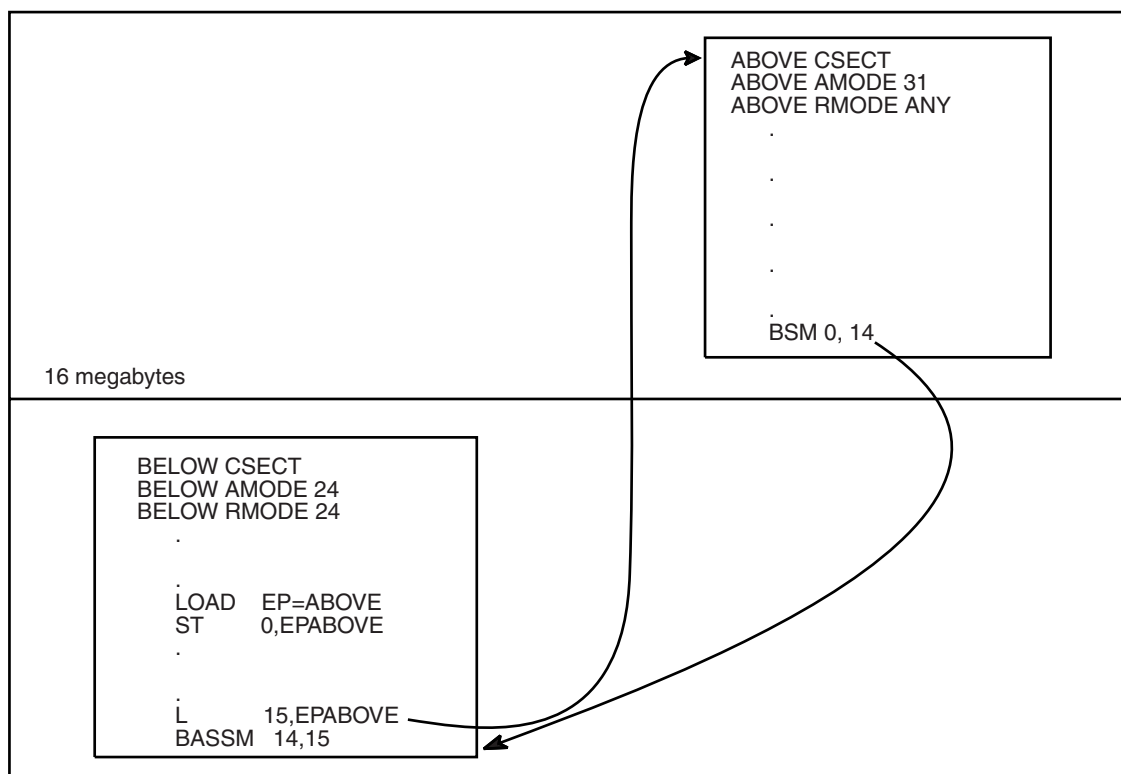 ABOVE CSECT
ABOVE AMODE 31
ABOVE RMODE ANY
.
.
.
.
.
BSM 0, 14
16 megabytes
BELOW CSECT
BELOW AMODE 24
BELOW RMODE 24
.
.
LOAD EP=ABOVE
ST 0,EPABOVE
.
.
L 15,EPABOVE
BASSM 14,15